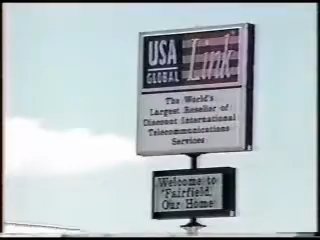 USA
GLOBAL
Link
The World's
Largest Reseller of
Discount International
Telecommunications
Services
Welcome to
"Fairfield,
Our Home"